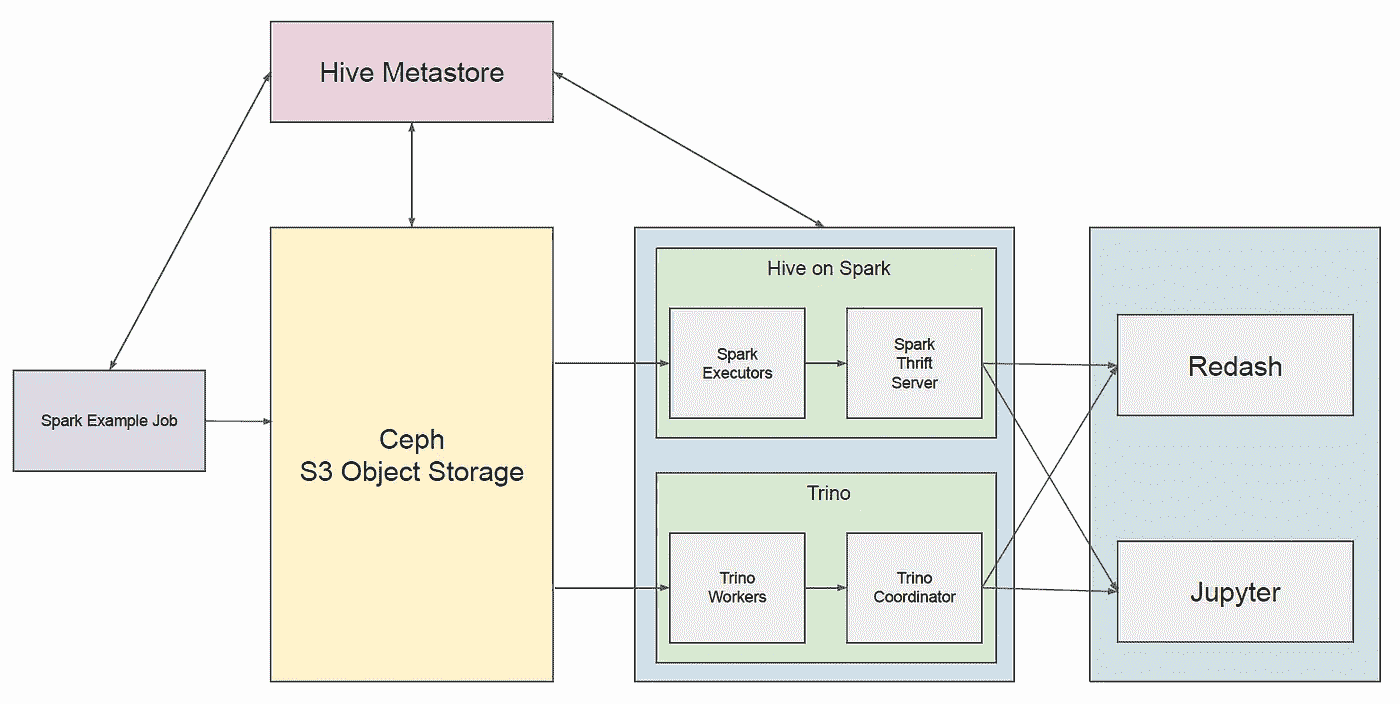 Hive Metastore
Spark Example Job
Ceph
S3 Object Storage
Hive on Spark
Spark
Executors
Spark
Thrift
Server
Trino
Trino
Workers
Trino
Coordinator
Redash
Jupyter